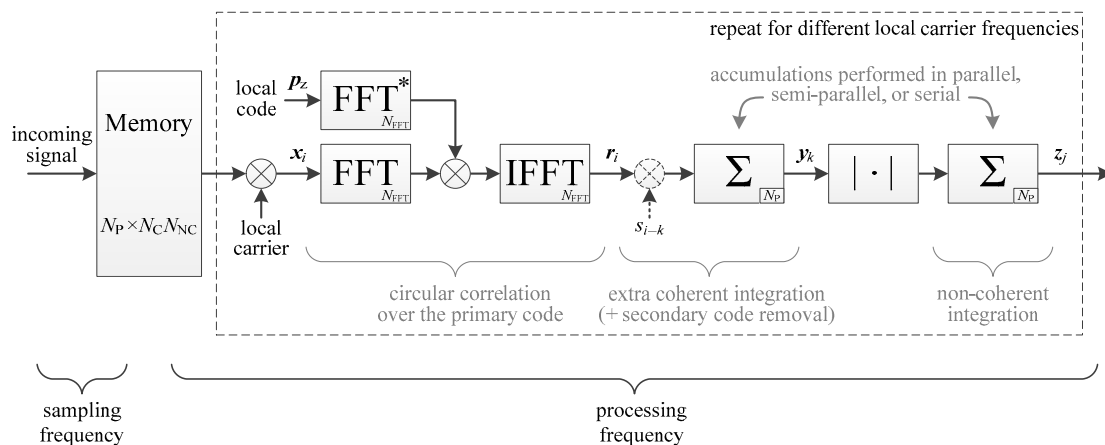 repeat for different local carrier frequencies
accumulations performed in parallel,
semi-parallel, or serial
local
code
p_z
FFT*
N_FFT
incoming
signal
Memory
N_P × N_C N_NC
x_i
FFT
N_FFT
IFFT
N_FFT
r_i
Σ
N_P
y_k
| · |
Σ
N_P
z_j
local
carrier
s_{i−k}
circular correlation
over the primary code
extra coherent integration
(+ secondary code removal)
non-coherent
integration
sampling
frequency
processing
frequency